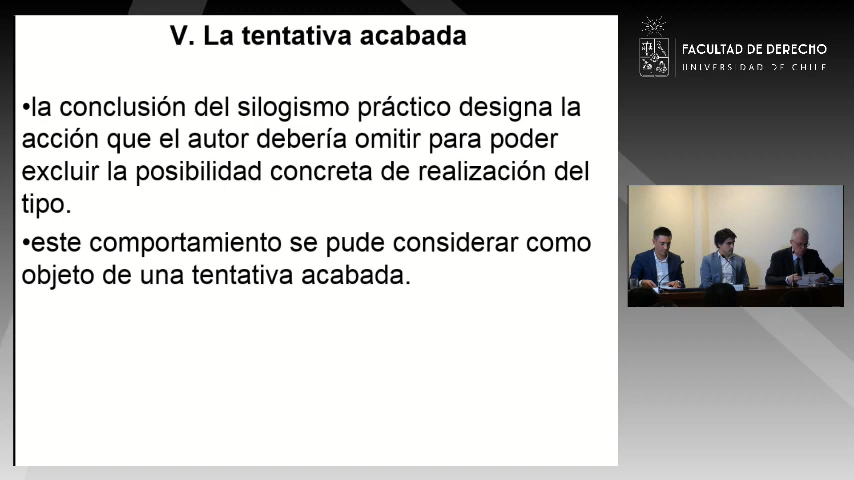 V. La tentativa acabada
•la conclusión del silogismo práctico designa la
acción que el autor debería omitir para poder
excluir la posibilidad concreta de realización del
tipo.
•este comportamiento se pude considerar como
objeto de una tentativa acabada.
FACULTAD DE DERECHO
UNIVERSIDAD DE CHILE